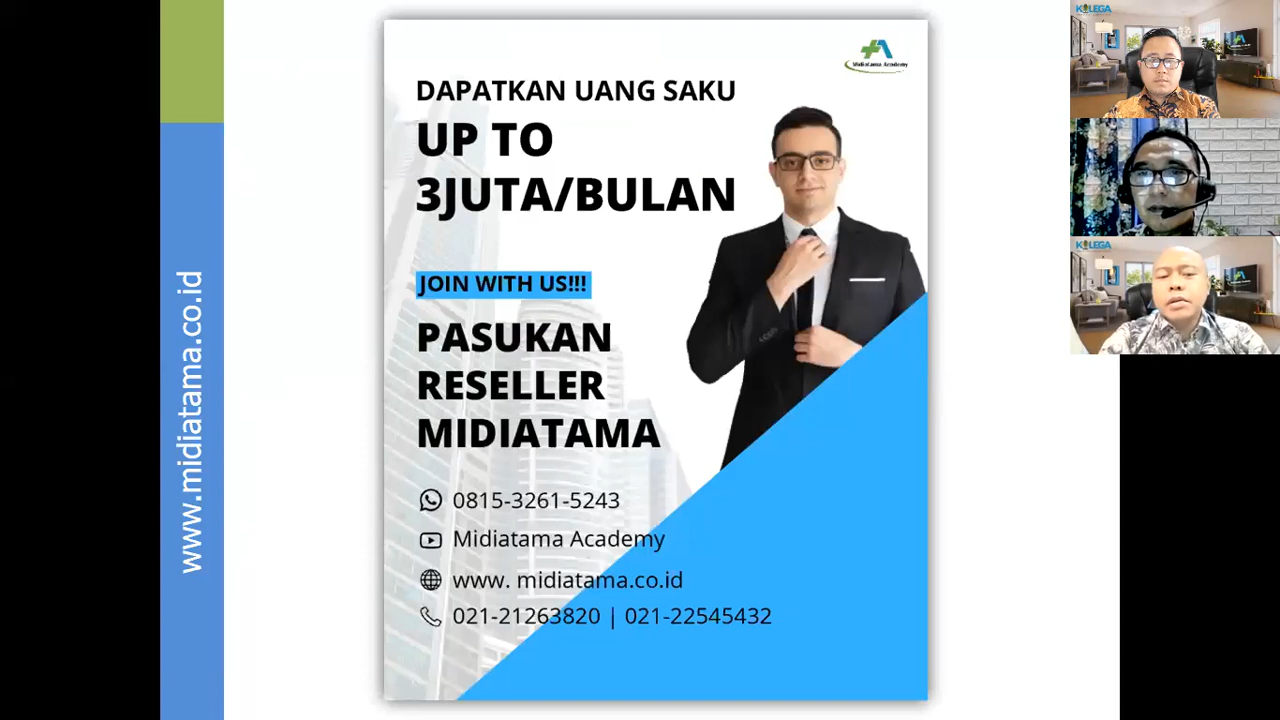 www.midiatama.co.id
Midiatama Academy
DAPATKAN UANG SAKU
UP TO
3JUTA/BULAN
JOIN WITH US!!!
PASUKAN
RESELLER
MIDIATAMA
0815-3261-5243
Midiatama Academy
www. midiatama.co.id
021-21263820 | 021-22545432
KOLEGA
KOLEGA